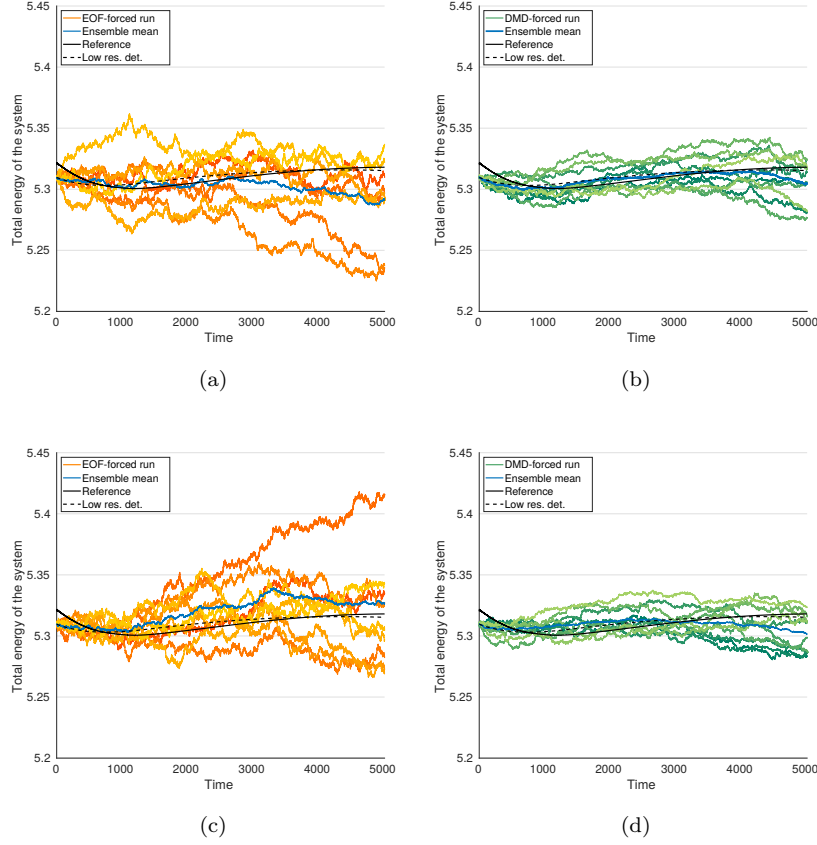 5.45
EOF-forced run
Ensemble mean
Reference
Low res. det.
5.4
5.35
5.3
5.25
5.2
Total energy of the system
0 1000 2000 3000 4000 5000
Time
(a)
5.45
DMD-forced run
Ensemble mean
Reference
Low res. det.
5.4
5.35
5.3
5.25
5.2
Total energy of the system
0 1000 2000 3000 4000 5000
Time
(b)
5.45
EOF-forced run
Ensemble mean
Reference
Low res. det.
5.4
5.35
5.3
5.25
5.2
Total energy of the system
0 1000 2000 3000 4000 5000
Time
(c)
5.45
DMD-forced run
Ensemble mean
Reference
Low res. det.
5.4
5.35
5.3
5.25
5.2
Total energy of the system
0 1000 2000 3000 4000 5000
Time
(d)